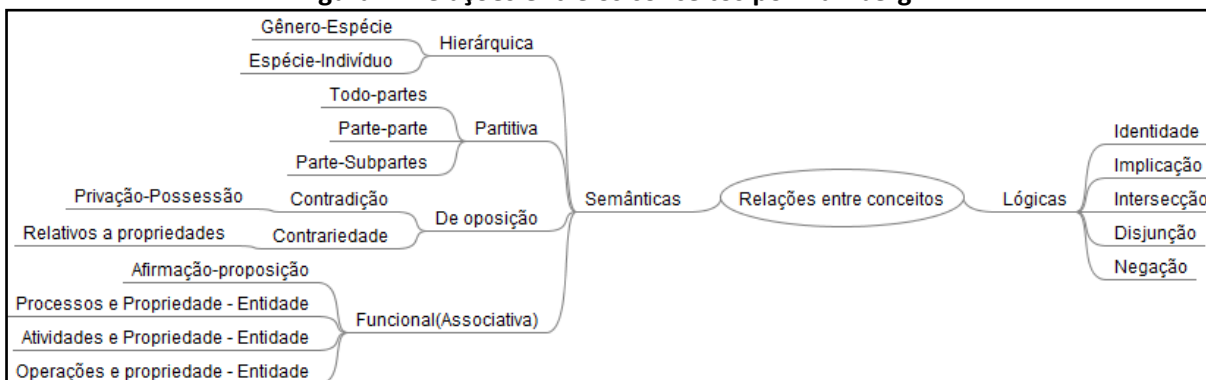 Gênero-Espécie
Espécie-Indivíduo
Hierárquica
Todo-partes
Parte-parte
Parte-Subpartes
Partitiva
Privação-Possessão
Contradição
Relativos a propriedades
Contrariedade
De oposição
Afirmação-proposição
Processos e Propriedade - Entidade
Atividades e Propriedade - Entidade
Operações e propriedade - Entidade
Funcional(Associativa)
Semânticas
Relações entre conceitos
Lógicas
Identidade
Implicação
Intersecção
Disjunção
Negação